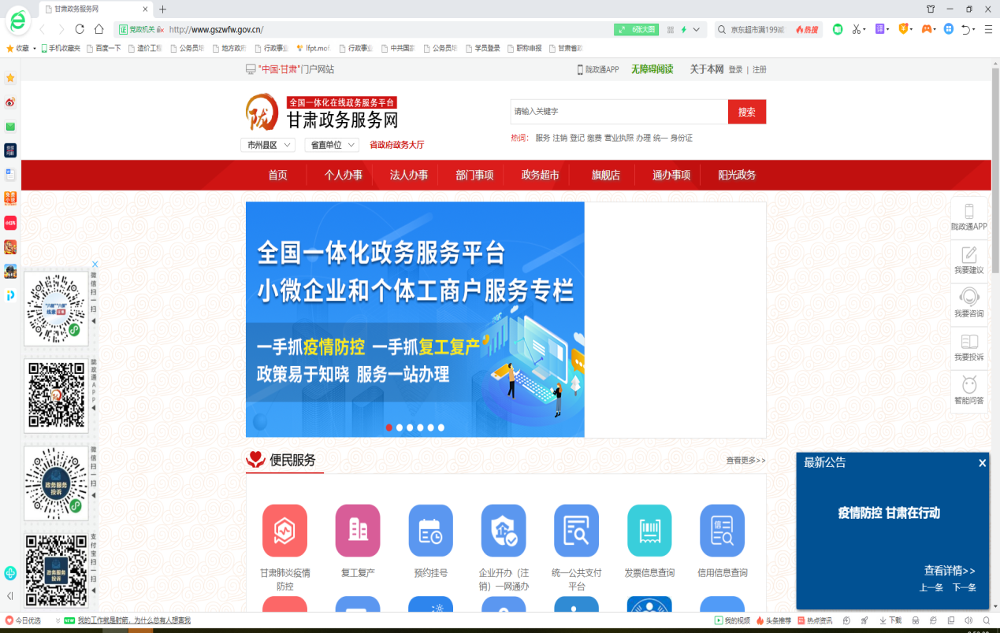 甘肃政务服务网
党政机关
http://www.gszwfw.gov.cn/
6张大图
京东超市满199减
热搜
收藏
手机收藏夹
百度一下
造价工程
公务员培
地方政府
行政事业
lfpt.mof.
行政事业
中共国家
公务员培
学员登录
职称申报
甘肃省政
"中国·甘肃"门户网站
陇政通APP
无障碍阅读
关于本网
登录 | 注册
全国一体化在线政务服务平台
甘肃政务服务网
市州县区
省直单位
省政府政务大厅
请输入关键字
搜索
热词： 服务 注销 登记 缴费 营业执照 办理 统一 身份证
首页
个人办事
法人办事
部门事项
政务超市
旗舰店
通办事项
阳光政务
全国一体化政务服务平台
小微企业和个体工商户服务专栏
一手抓疫情防控 一手抓复工复产
政策易于知晓 服务一站办理
陇政通APP
我要建议
我要咨询
我要投诉
智能问答
微信扫一扫
陇政通APP
微信扫一扫
政务服务
投诉
支付宝扫一扫
政务服务
投诉
便民服务
查看更多>>
甘肃肺炎疫情
防控
复工复产
预约挂号
企业开办（注
销）一网通办
统一公共支付
平台
发票信息查询
信用信息查询
最新公告
疫情防控 甘肃在行动
查看详情>>
上一条 下一条
今日优选
我的工作就是射箭，为什么总有人想害我
我的视频
头条推荐
热点资讯
下载